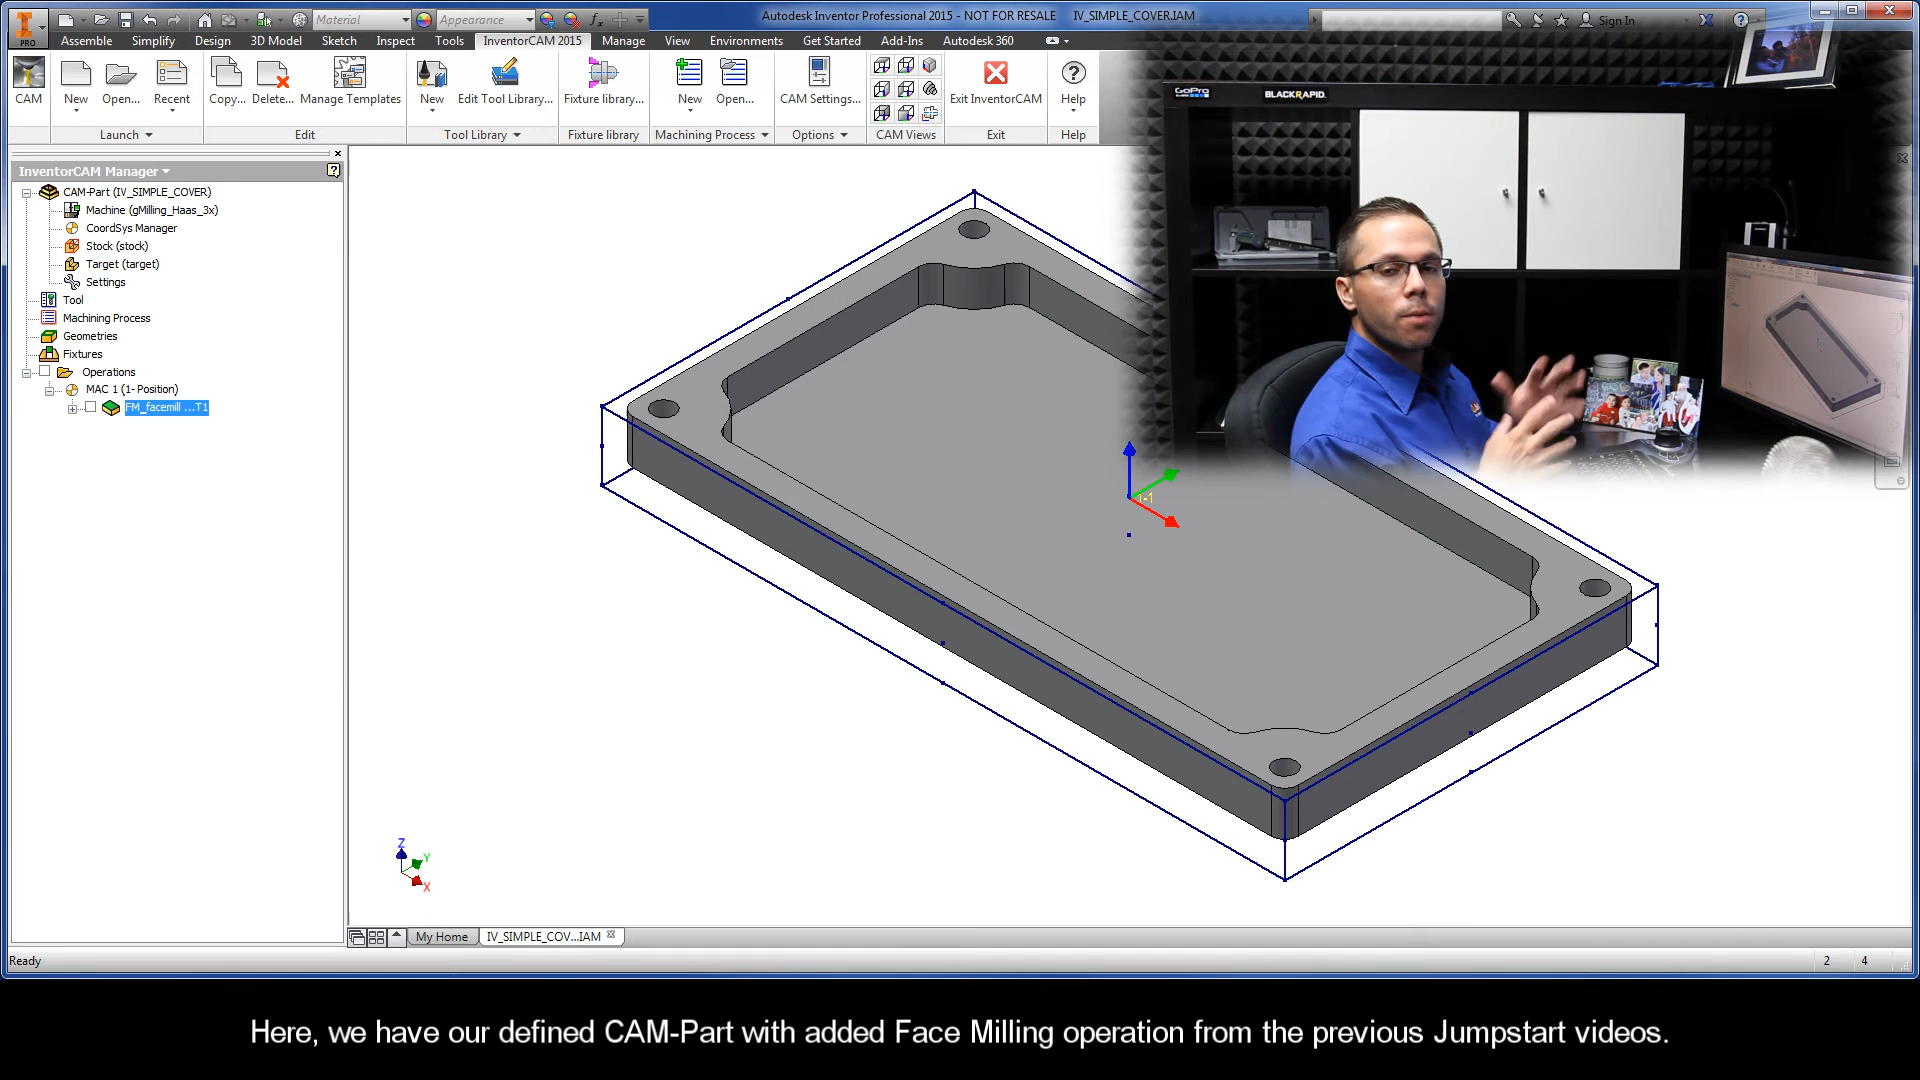 Autodesk Inventor Professional 2015 - NOT FOR RESALE IV_SIMPLE_COVER.IAM
Material
Appearance
Sign In
PRO
Assemble Simplify Design 3D Model Sketch Inspect Tools InventorCAM 2015 Manage View Environments Get Started Add-Ins Autodesk 360
CAM New Open... Recent Copy... Delete... Manage Templates New Edit Tool Library... Fixture library... New Open... CAM Settings... Exit InventorCAM Help
Launch Edit Tool Library Fixture library Machining Process Options CAM Views Exit Help
GoPro
BLACKRAPID.
InventorCAM Manager
CAM-Part (IV_SIMPLE_COVER)
Machine (gMilling_Haas_3x)
CoordSys Manager
Stock (stock)
Target (target)
Settings
Tool
Machining Process
Geometries
Fixtures
Operations
MAC 1 (1- Position)
FM_facemill ...T1
1-1
Z
Y
X
My Home IV_SIMPLE_COV...IAM
Ready 2 4
Here, we have our defined CAM-Part with added Face Milling operation from the previous Jumpstart videos.